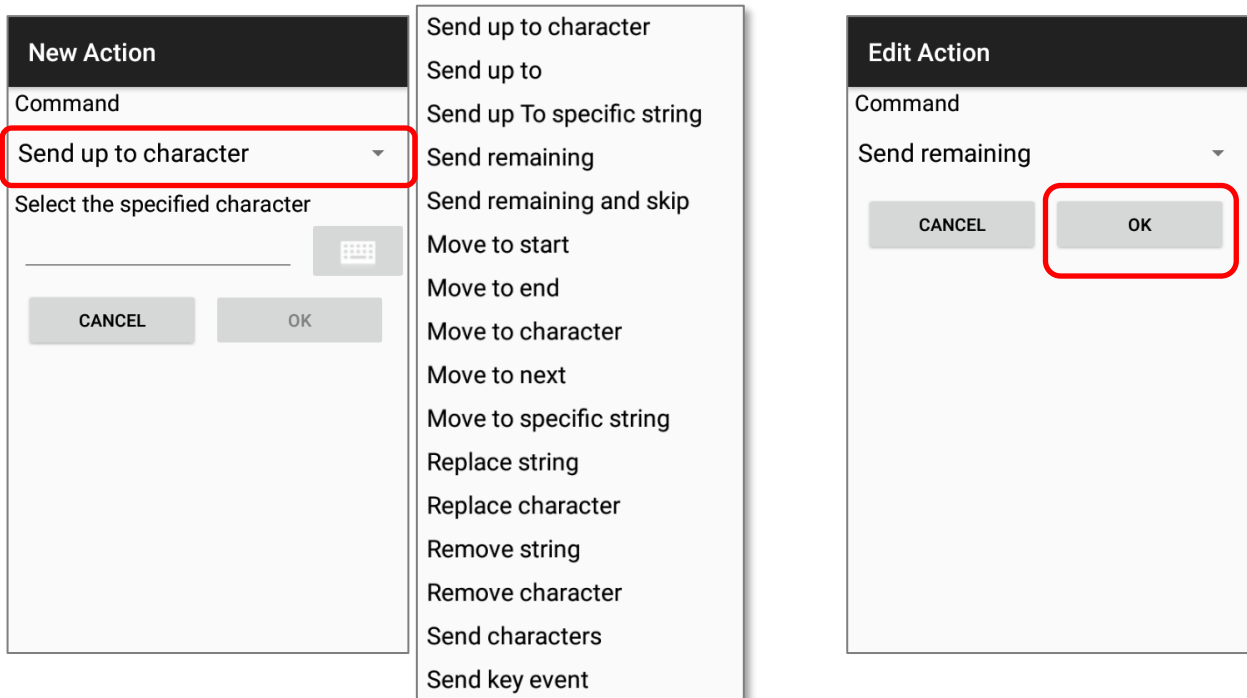 New Action
Command
Send up to character
Select the specified character
CANCEL
OK
Send up to character
Send up to
Send up To specific string
Send remaining
Send remaining and skip
Move to start
Move to end
Move to character
Move to next
Move to specific string
Replace string
Replace character
Remove string
Remove character
Send characters
Send key event
Edit Action
Command
Send remaining
CANCEL
OK